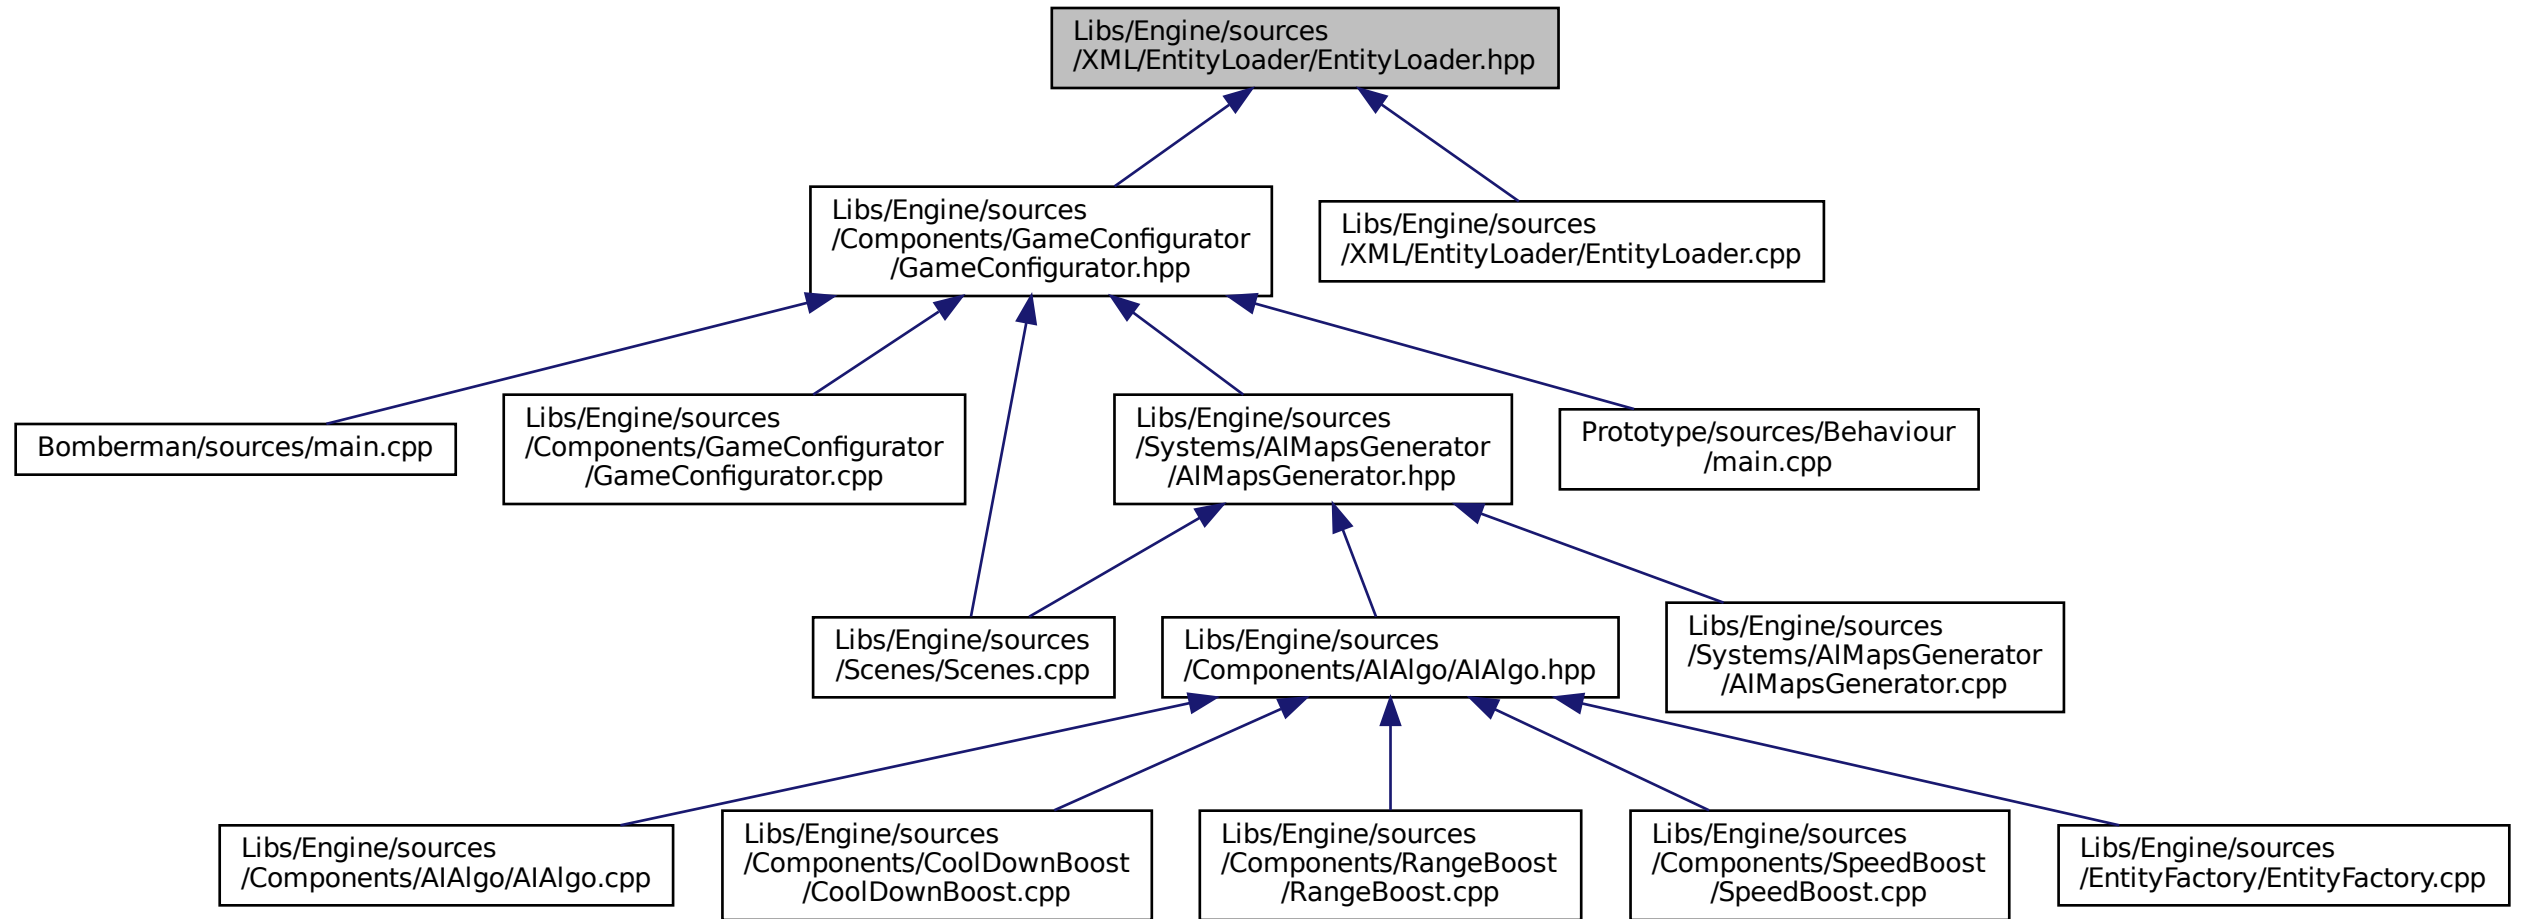 Libs/Engine/sources
/XML/EntityLoader/EntityLoader.hpp
Libs/Engine/sources
/Components/GameConfigurator
/GameConfigurator.hpp
Libs/Engine/sources
/XML/EntityLoader/EntityLoader.cpp
Bomberman/sources/main.cpp
Libs/Engine/sources
/Components/GameConfigurator
/GameConfigurator.cpp
Libs/Engine/sources
/Systems/AIMapsGenerator
/AIMapsGenerator.hpp
Prototype/sources/Behaviour
/main.cpp
Libs/Engine/sources
/Scenes/Scenes.cpp
Libs/Engine/sources
/Components/AIAlgo/AIAlgo.hpp
Libs/Engine/sources
/Systems/AIMapsGenerator
/AIMapsGenerator.cpp
Libs/Engine/sources
/Components/AIAlgo/AIAlgo.cpp
Libs/Engine/sources
/Components/CoolDownBoost
/CoolDownBoost.cpp
Libs/Engine/sources
/Components/RangeBoost
/RangeBoost.cpp
Libs/Engine/sources
/Components/SpeedBoost
/SpeedBoost.cpp
Libs/Engine/sources
/EntityFactory/EntityFactory.cpp